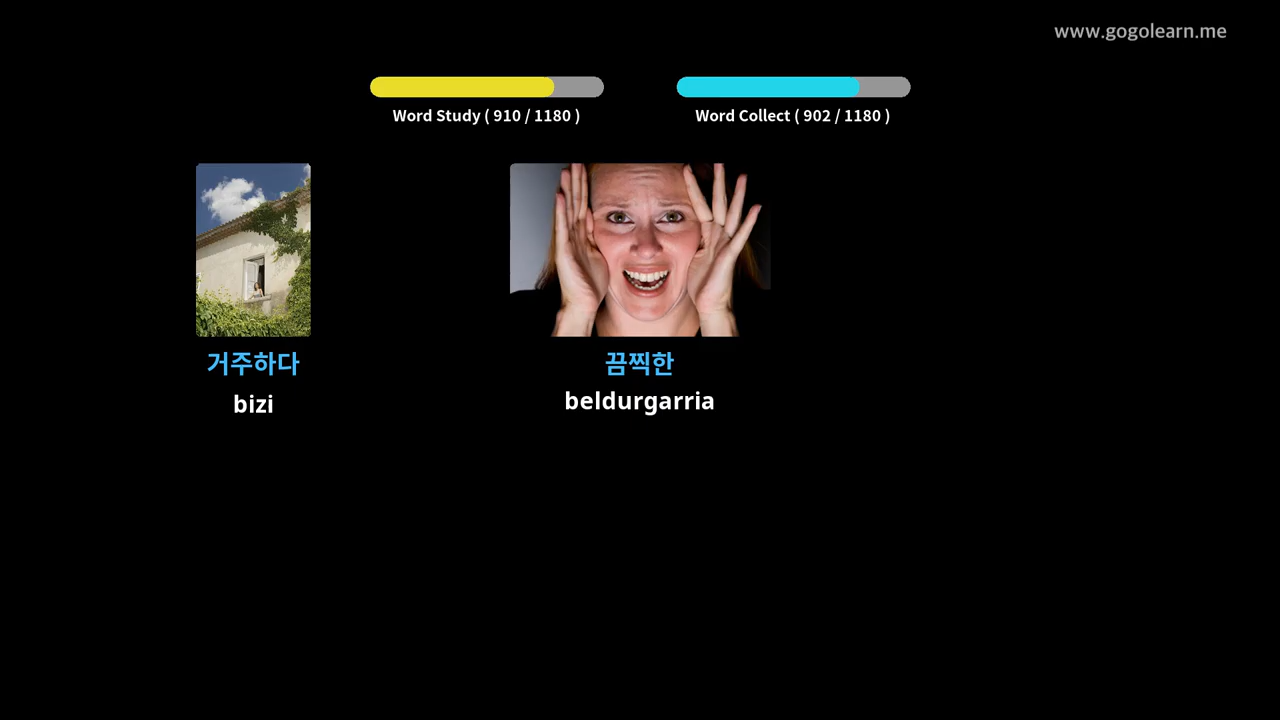 www.gogolearn.me
Word Study ( 910 / 1180 )
Word Collect ( 902 / 1180 )
거주하다
bizi
끔찍한
beldurgarria